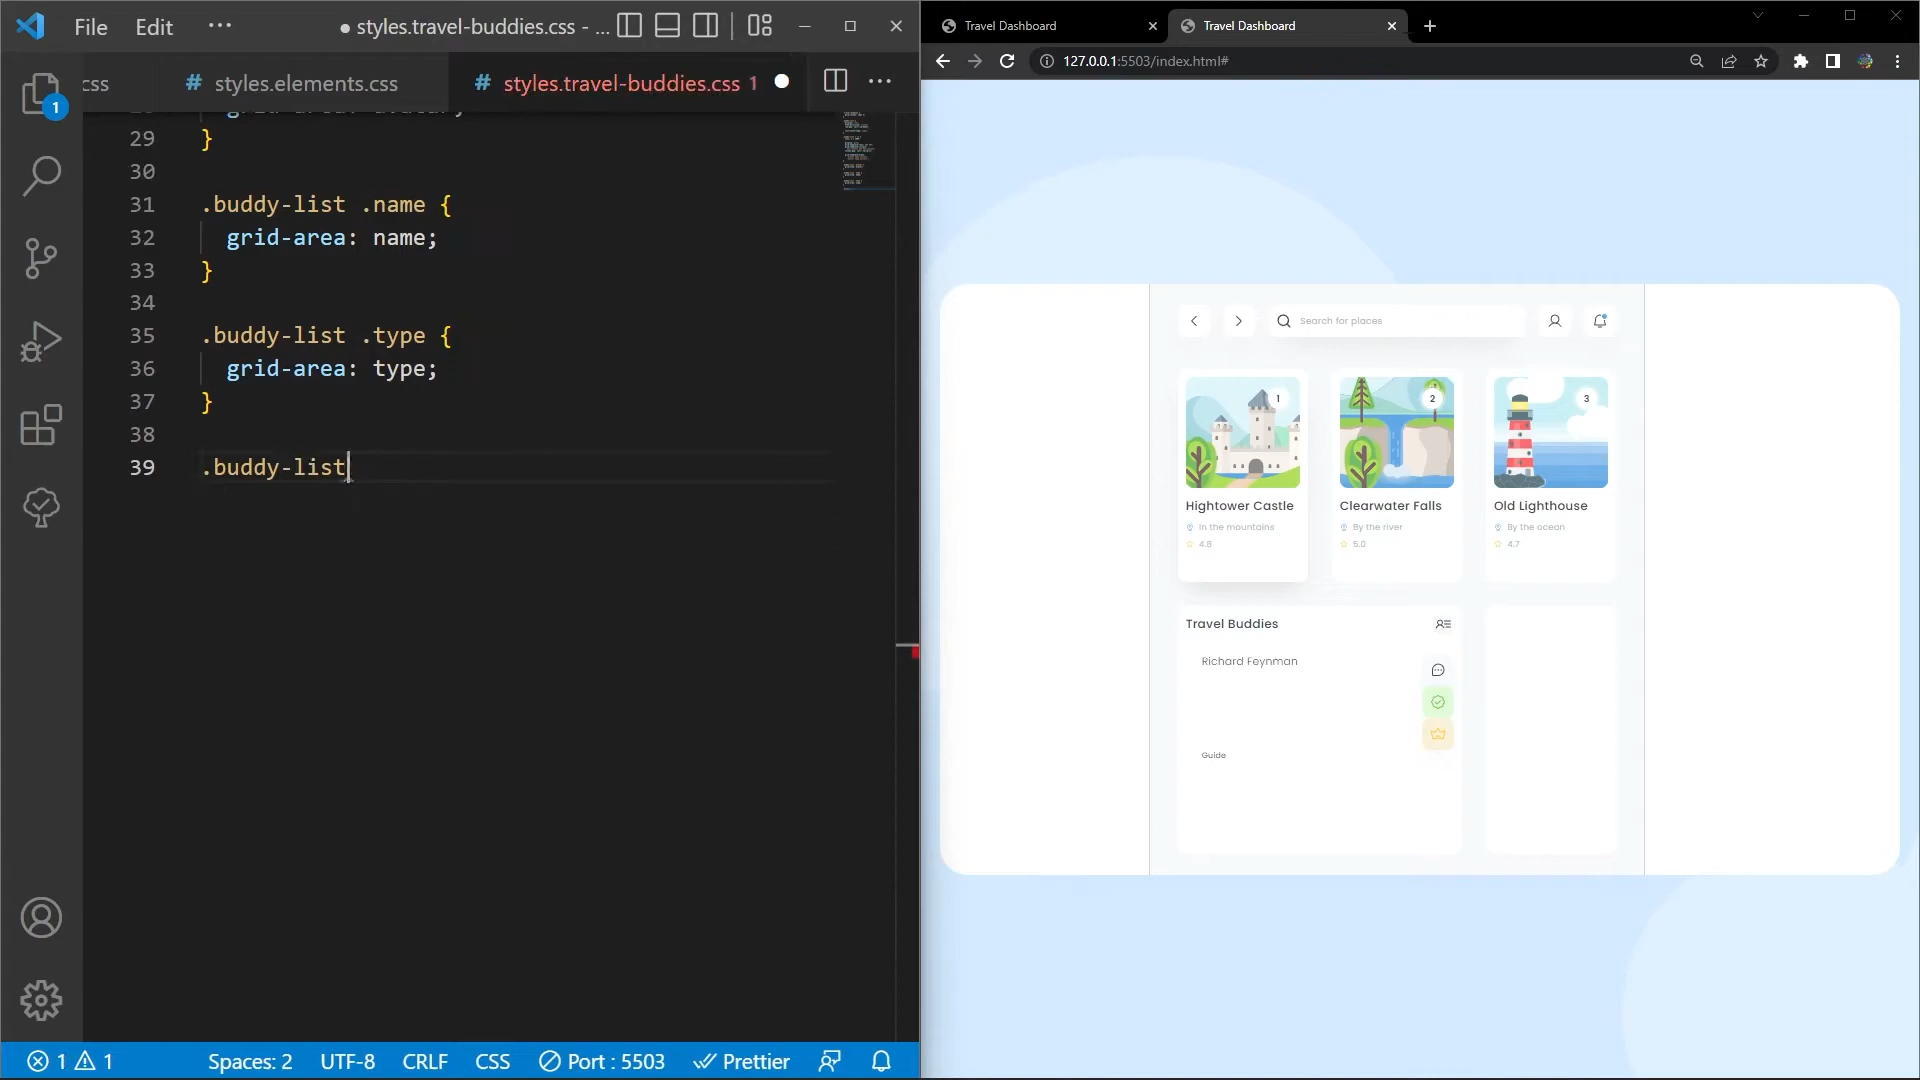 File Edit ···
● styles.travel-buddies.css - ...
css
# styles.elements.css
# styles.travel-buddies.css 1
1
29 }
30
31 .buddy-list .name {
32 grid-area: name;
33 }
34
35 .buddy-list .type {
36 grid-area: type;
37 }
38
39 .buddy-list
1 1 Spaces: 2 UTF-8 CRLF CSS Port : 5503 Prettier
Travel Dashboard
Travel Dashboard
127.0.0.1:5503/index.html#
Search for places
1
2
3
Hightower Castle
In the mountains
4.8
Clearwater Falls
By the river
5.0
Old Lighthouse
By the ocean
4.7
Travel Buddies
Richard Feynman
Guide